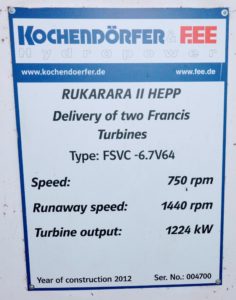 KOCHENDÖRFER & FEE
Hydropower
www.kochendoerfer.de www.fee.de
RUKARARA II HEPP
Delivery of two Francis
Turbines
Type: FSVC -6.7V64
Speed: 750 rpm
Runaway speed: 1440 rpm
Turbine output: 1224 kW
Year of construction 2012 Ser. No.: 004700